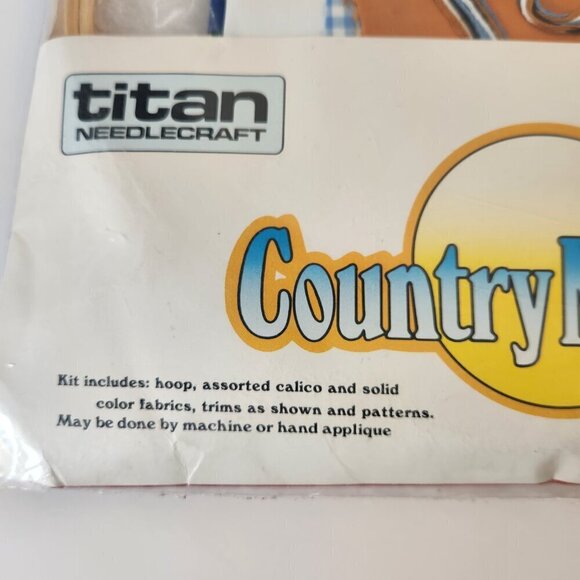 titan
NEEDLECRAFT
Country
Kit includes: hoop, assorted calico and solid
color fabrics, trims as shown and patterns.
May be done by machine or hand applique